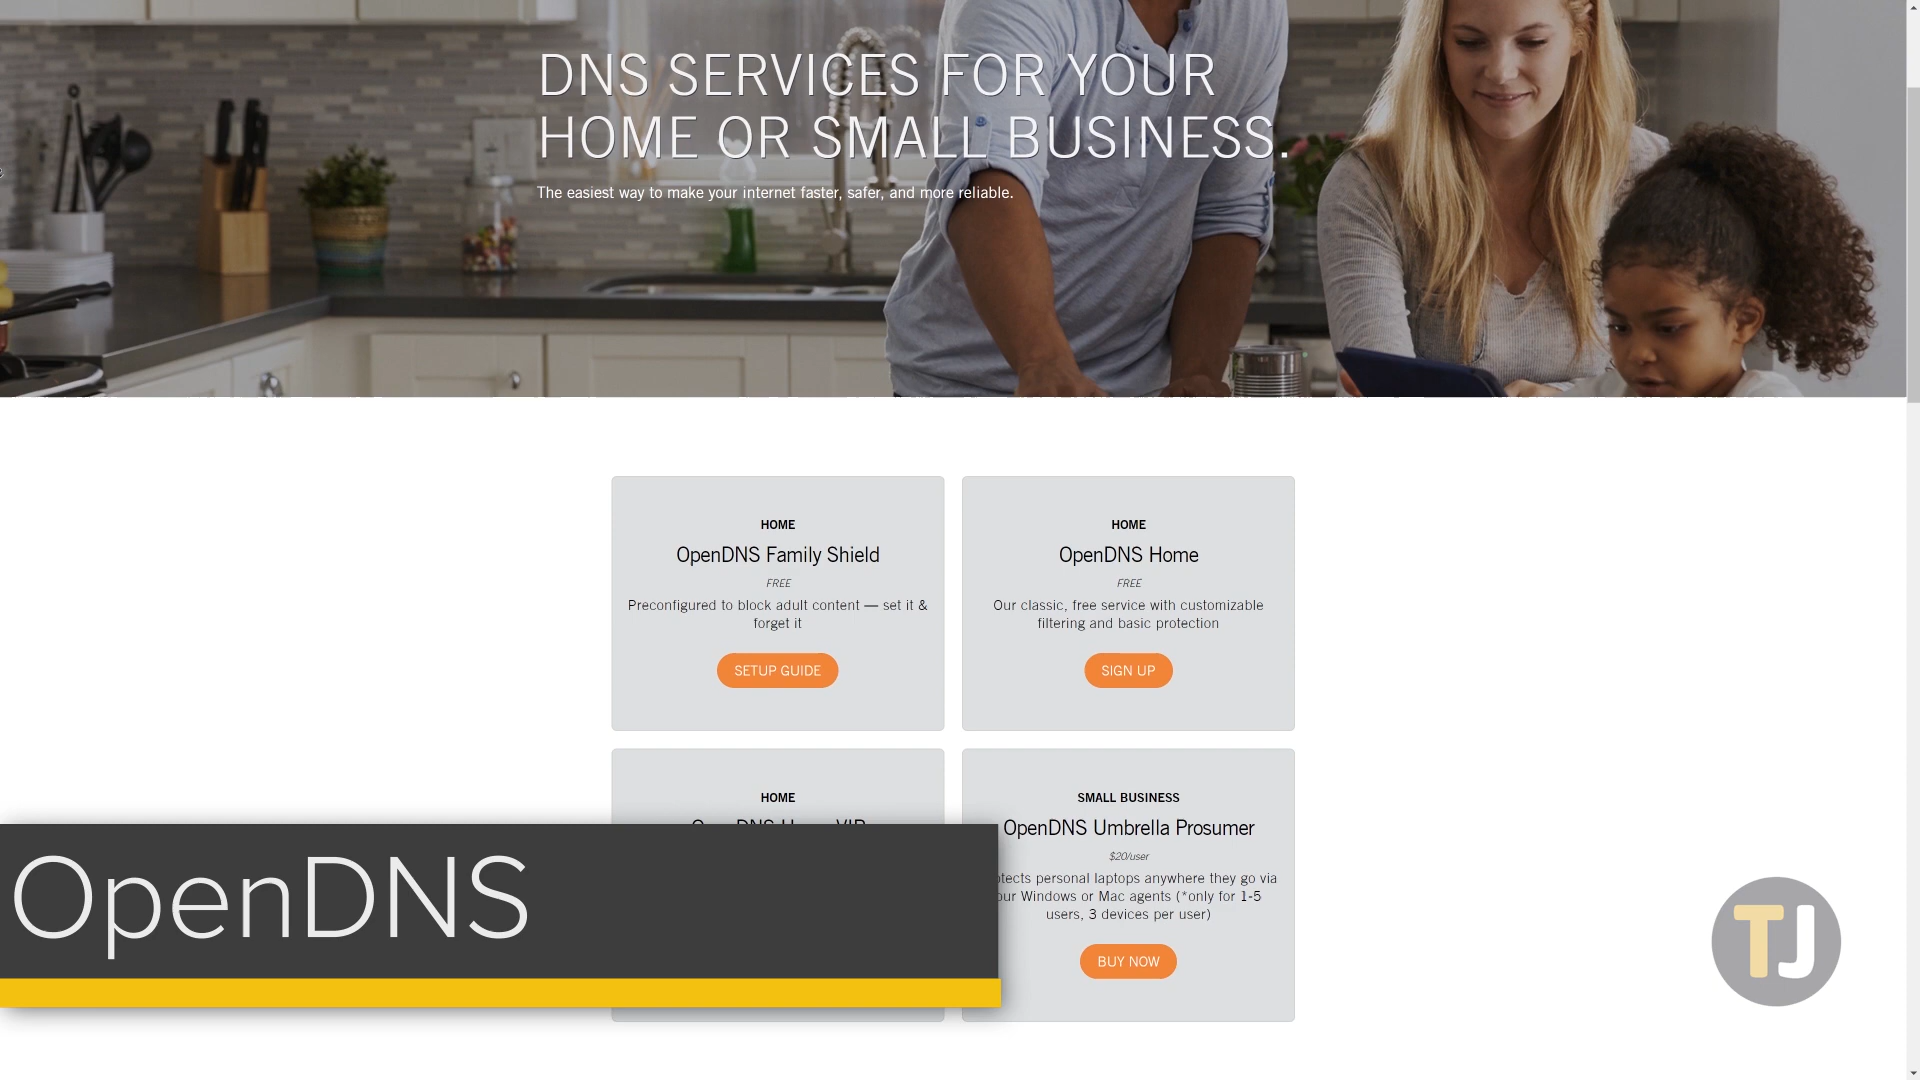 DNS SERVICES FOR YOUR
HOME OR SMALL BUSINESS.
The easiest way to make your internet faster, safer, and more reliable.
HOME
OpenDNS Family Shield
FREE
Preconfigured to block adult content — set it &
forget it
SETUP GUIDE
HOME
OpenDNS Home
FREE
Our classic, free service with customizable
filtering and basic protection
SIGN UP
HOME
OpenDNS Home VIP
SMALL BUSINESS
OpenDNS Umbrella Prosumer
$20/user
personal laptops anywhere they go via
Windows or Mac agents (*only for 1-5
users, 3 devices per user)
BUY NOW
OpenDNS
TJ